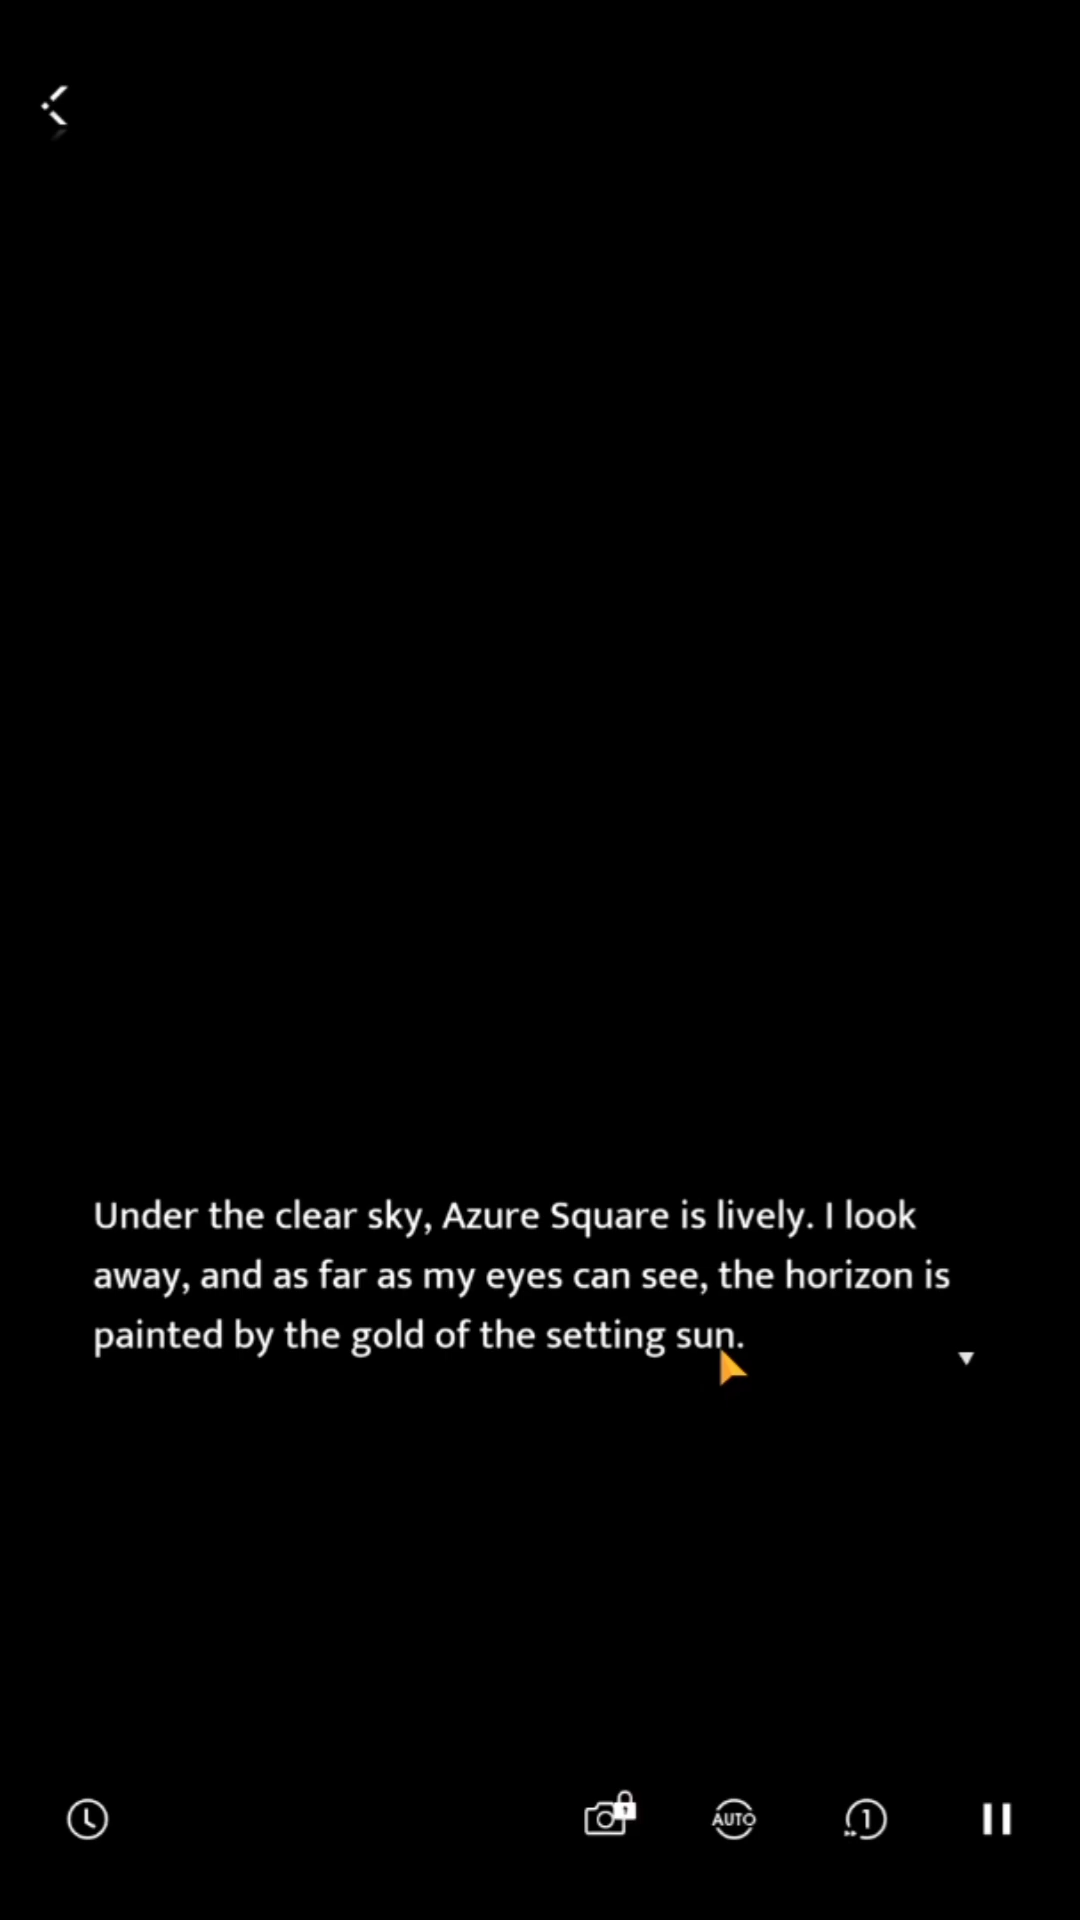 Under the clear sky, Azure Square is lively. I look
away, and as far as my eyes can see, the horizon is
painted by the gold of the setting sun.
AUTO
1